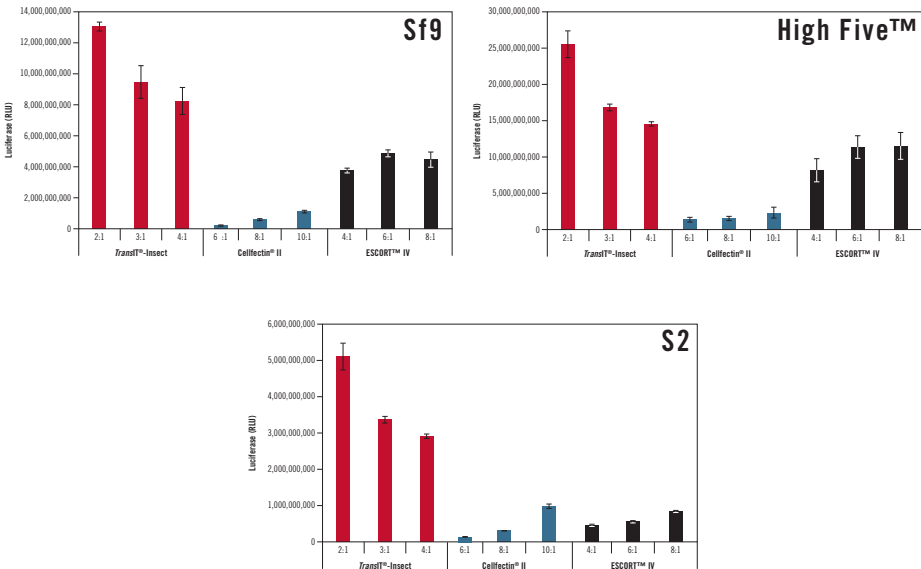 Sf9
14,000,000,000
12,000,000,000
10,000,000,000
8,000,000,000
6,000,000,000
4,000,000,000
2,000,000,000
0
Luciferase (RLU)
2:1 3:1 4:1 6 :1 8:1 10:1 4:1 6:1 8:1
TransIT®-Insect Cellfectin® II ESCORT™ IV
High Five™
30,000,000,000
25,000,000,000
20,000,000,000
15,000,000,000
10,000,000,000
5,000,000,000
0
Luciferase (RLU)
2:1 3:1 4:1 6:1 8:1 10:1 4:1 6:1 8:1
TransIT®-Insect Cellfectin® II ESCORT™ IV
S2
6,000,000,000
5,000,000,000
4,000,000,000
3,000,000,000
2,000,000,000
1,000,000,000
0
Luciferase (RLU)
2:1 3:1 4:1 6:1 8:1 10:1 4:1 6:1 8:1
TransIT®-Insect Cellfectin® II ESCORT™ IV